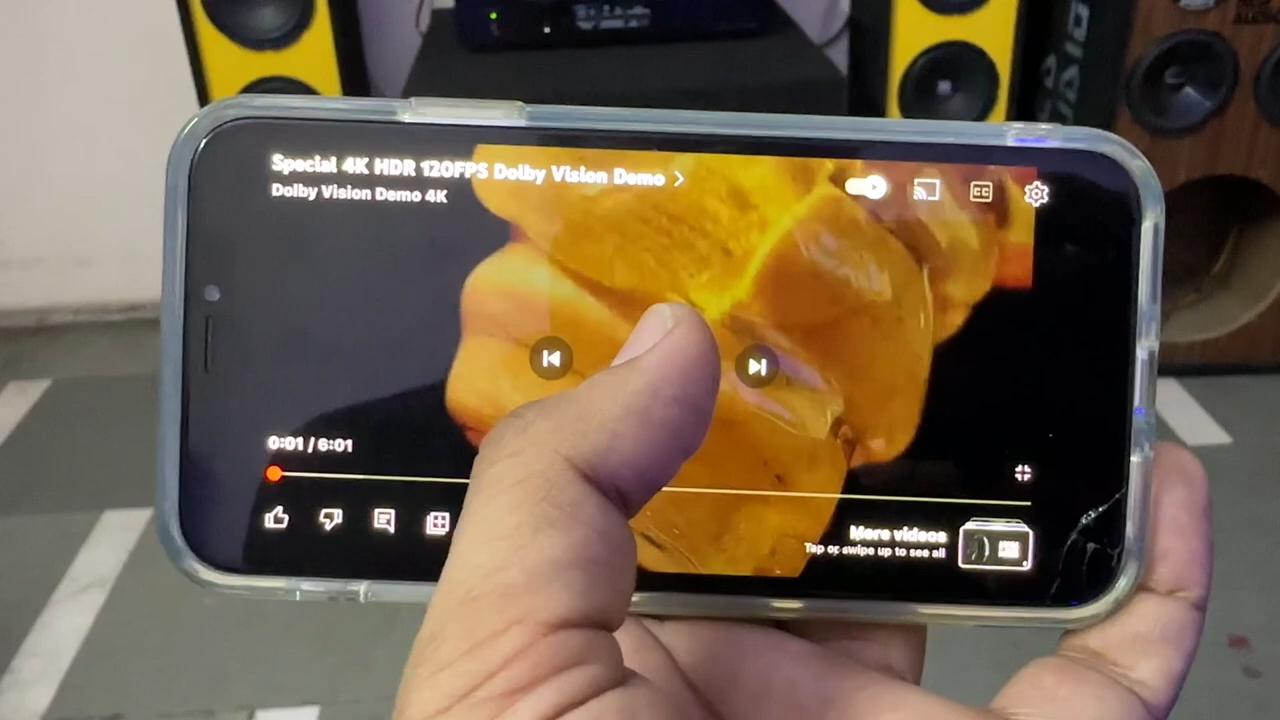 Special 4K HDR 120FPS Dolby Vision Demo
Dolby Vision Demo 4K
CC
0:01 / 6:01
More videos
Tap or swipe up to see all